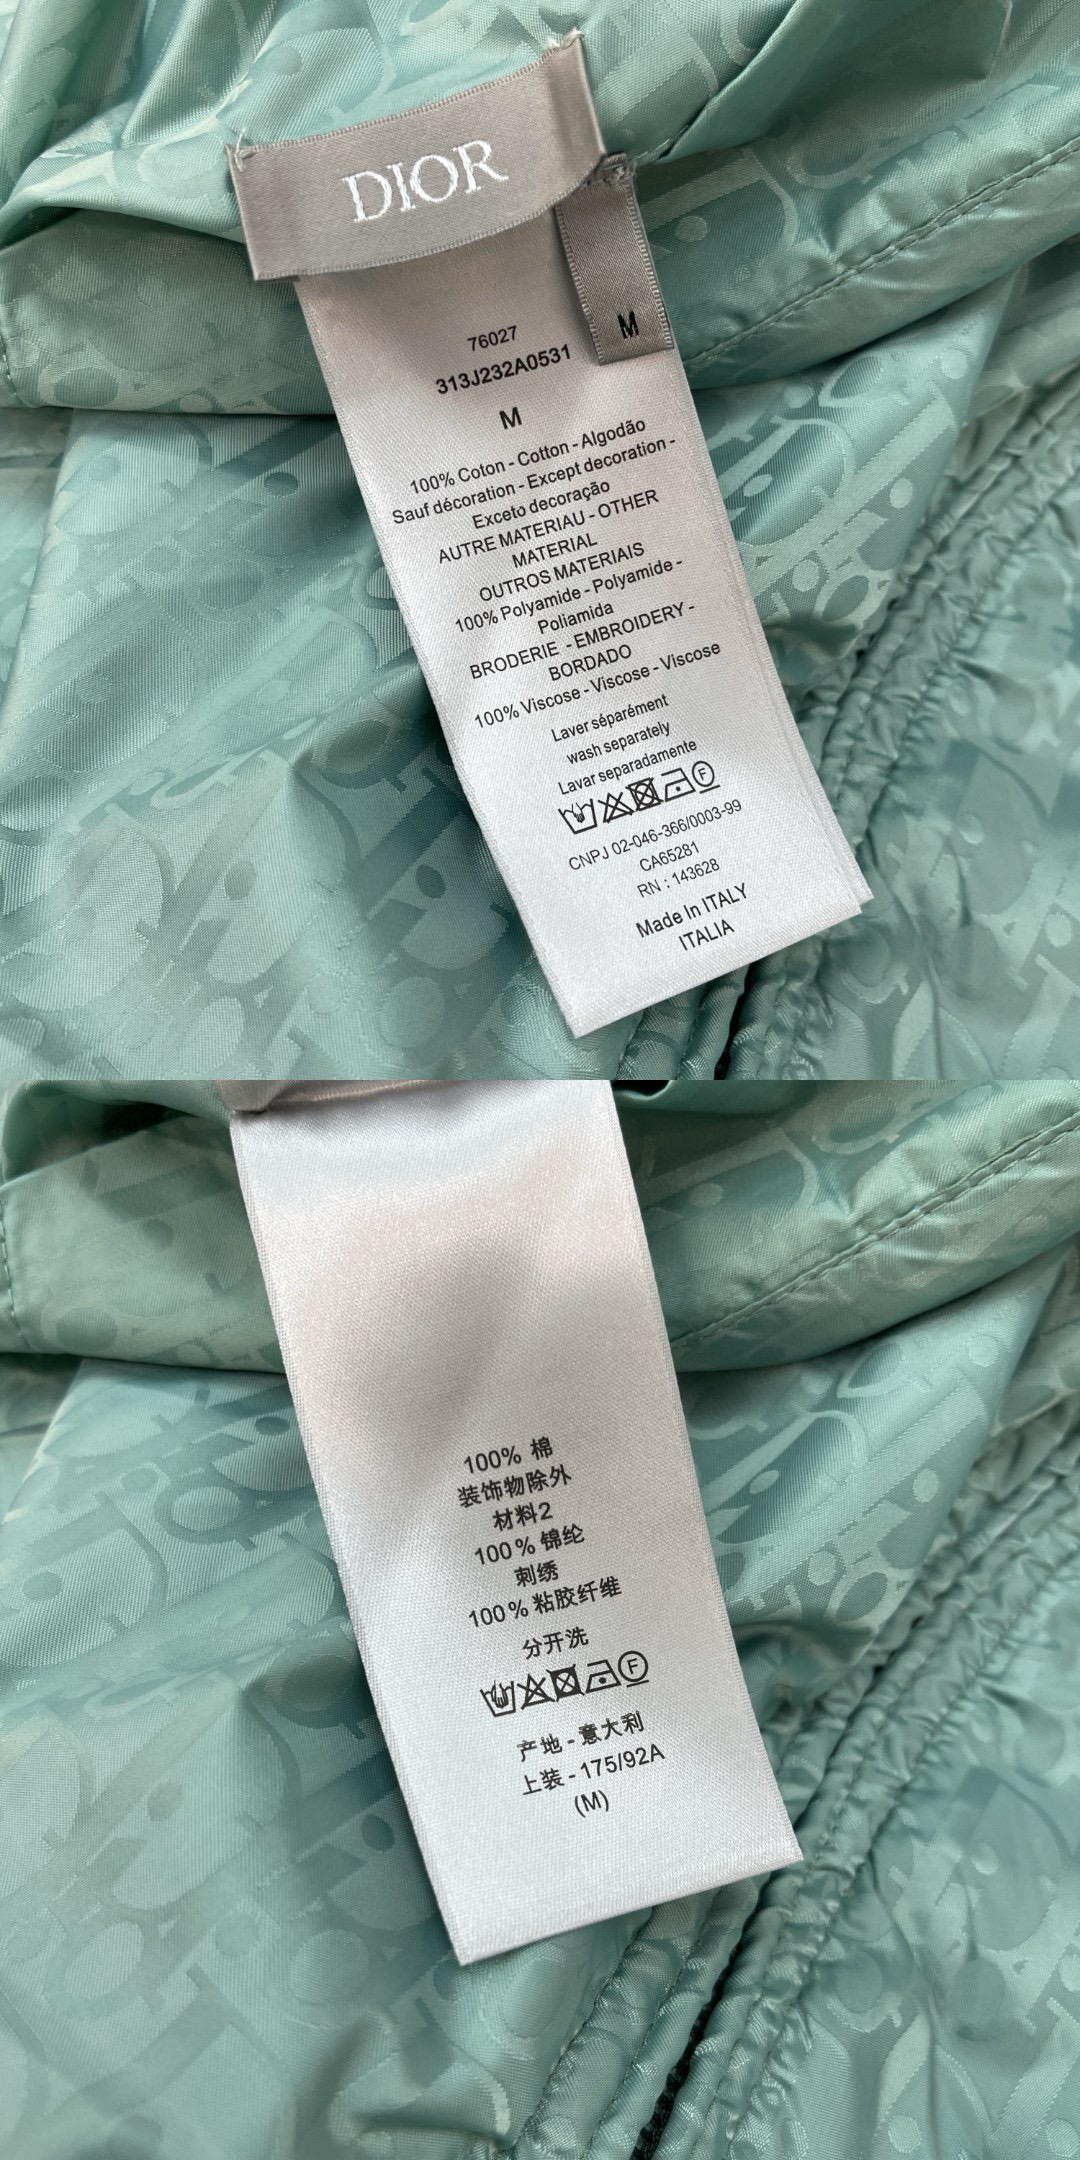 DIOR
M
76027
313J232A0531
M
100% Coton - Cotton - Algodão
Sauf décoration - Except decoration -
Exceto decoração
AUTRE MATERIAU - OTHER
MATERIAL
OUTROS MATERIAIS
100% Polyamide - Polyamide -
Poliamida
BRODERIE - EMBROIDERY -
BORDADO
100% Viscose - Viscose - Viscose
Laver séparément
wash separately
Lavar separadamente
F
CNPJ 02-046-366/0003-99
CA65281
RN : 143628
Made In ITALY
ITALIA
100% 棉
装饰物除外
材料2
100% 锦纶
刺绣
100% 粘胶纤维
分开洗
F
产地 - 意大利
上装 - 175/92A
(M)